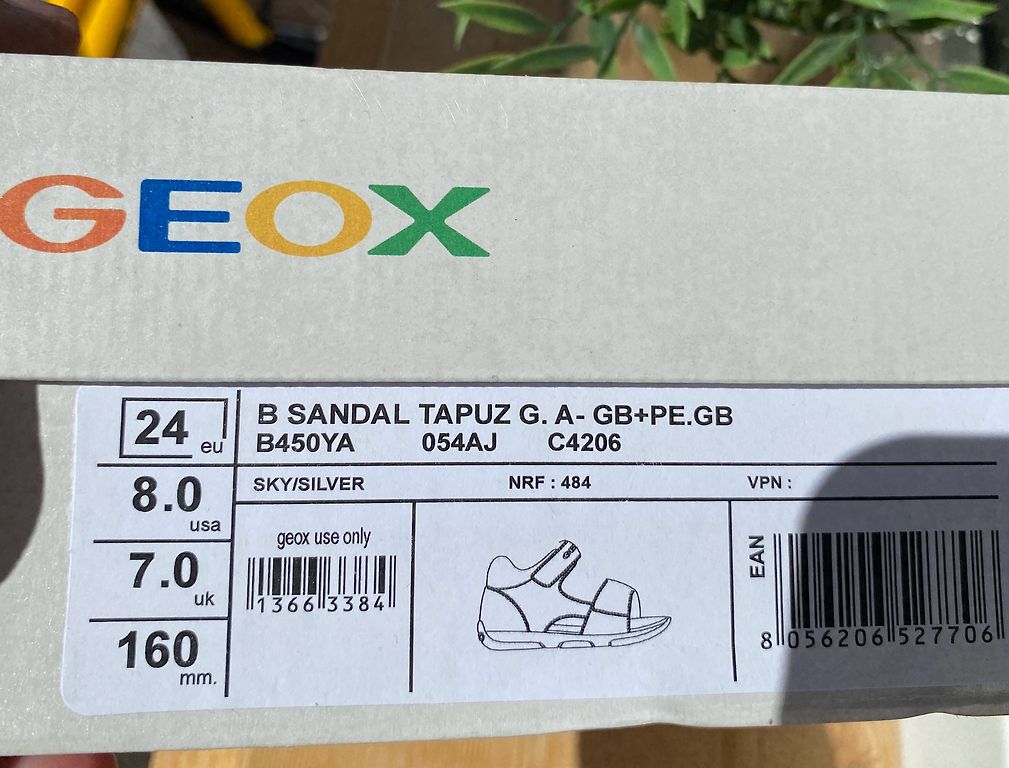 GEOX
24 eu
8.0 usa
7.0 uk
160 mm.
B SANDAL TAPUZ G. A- GB+PE.GB
B450YA 054AJ C4206
SKY/SILVER NRF : 484 VPN :
geox use only
1366 3384
EAN
8 056206 527706